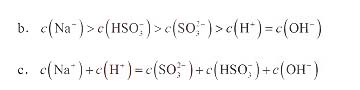 b. c(Na⁻)>c(HSO₃⁻)>c(SO₃²⁻)>c(H⁺)=c(OH⁻)
c. c(Na⁺)+c(H⁺)=c(SO₃²⁻)+c(HSO₃⁻)+c(OH⁻)